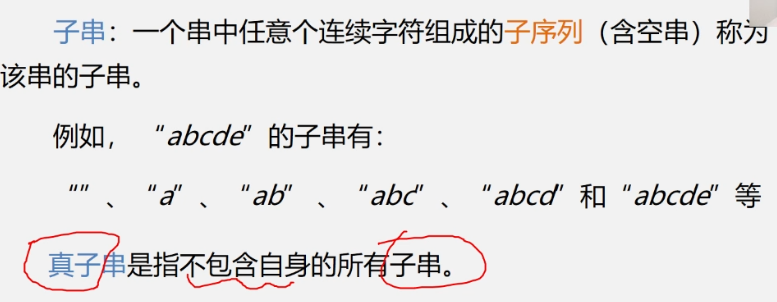 子串：一个串中任意个连续字符组成的子序列（含空串）称为
该串的子串。
例如，“abcde”的子串有：
“”、“a”、“ab”、“abc”、“abcd”和“abcde”等
真子串是指不包含自身的所有子串。